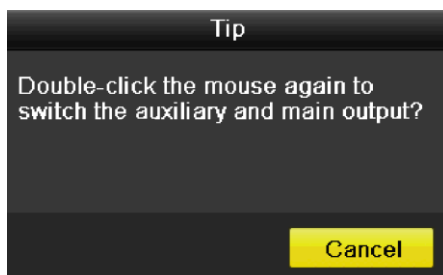 Tip
Double-click the mouse again to
switch the auxiliary and main output?
Cancel